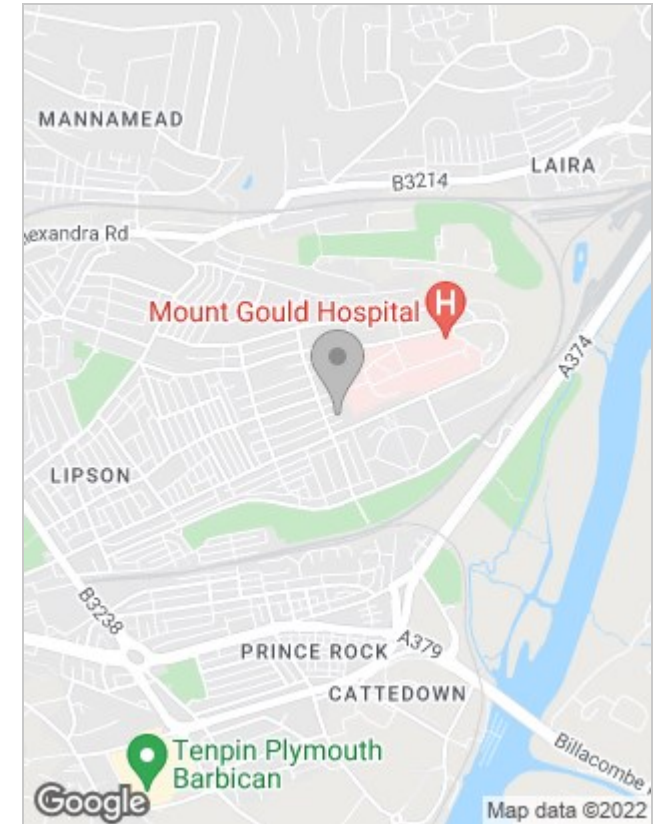 MANNAMEAD
LAIRA
B3214
exandra Rd
Mount Gould Hospital
H
A374
LIPSON
B3238
PRINCE ROCK
A379
CATTEDOWN
Tenpin Plymouth
Barbican
Billacombe
Google
Map data ©2022